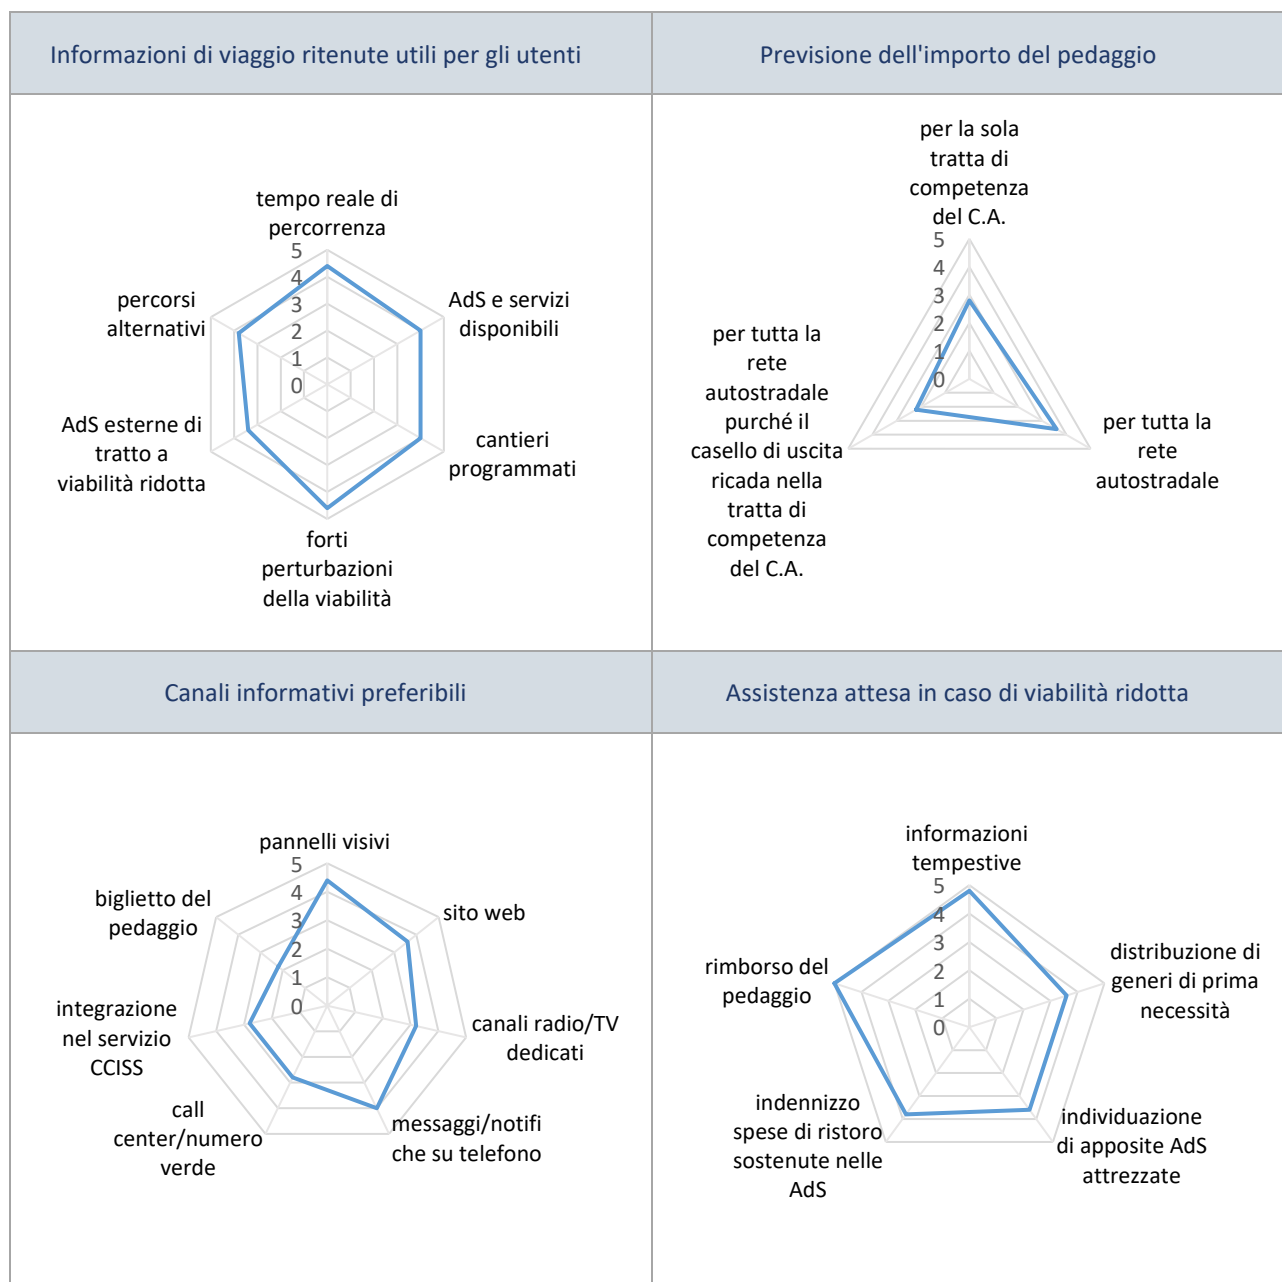 Informazioni di viaggio ritenute utili per gli utenti
Previsione dell'importo del pedaggio
tempo reale di
percorrenza
5
4
3
2
1
0
AdS e servizi
disponibili
cantieri
programmati
forti
perturbazioni
della viabilità
AdS esterne di
tratto a
viabilità ridotta
percorsi
alternativi
per la sola
tratta di
competenza
del C.A.
5
4
3
2
1
0
per tutta la
rete
autostradale
per tutta la
rete
autostradale
purché il
casello di uscita
ricada nella
tratta di
competenza
del C.A.
Canali informativi preferibili
Assistenza attesa in caso di viabilità ridotta
pannelli visivi
5
4
3
2
1
0
sito web
canali radio/TV
dedicati
messaggi/notifi
che su telefono
call
center/numero
verde
integrazione
nel servizio
CCISS
biglietto del
pedaggio
informazioni
tempestive
5
4
3
2
1
0
distribuzione di
generi di prima
necessità
individuazione
di apposite AdS
attrezzate
indennizzo
spese di ristoro
sostenute nelle
AdS
rimborso del
pedaggio